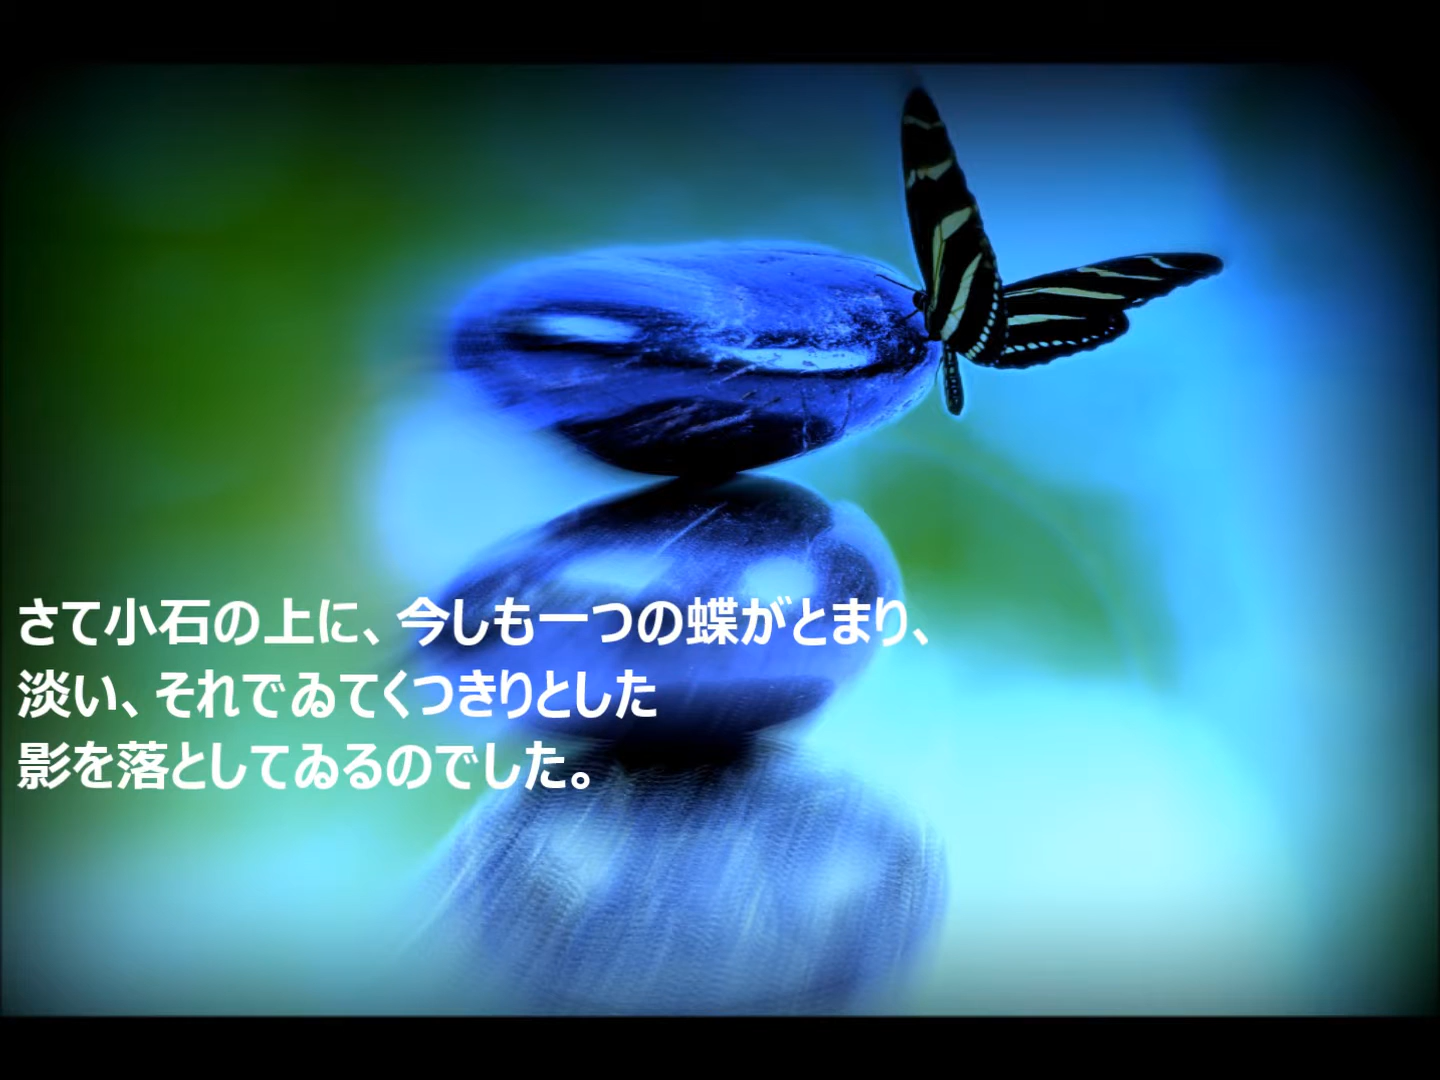 さて小石の上に、今しも一つの蝶がとまり、
淡い、それでゐてくつきりとした
影を落としてゐるのでした。